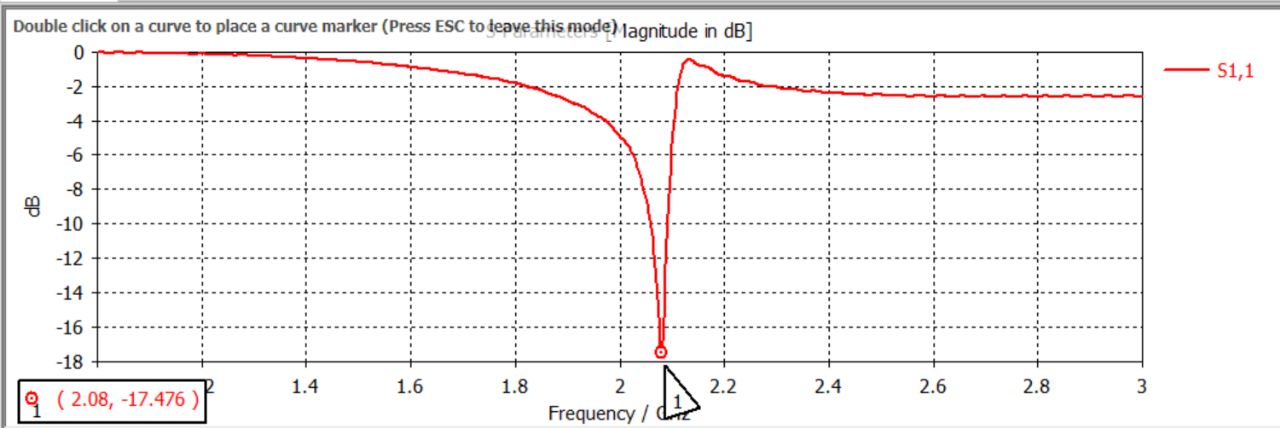 Double click on a curve to place a curve marker (Press ESC to leave this mode)
S-Parameters [Magnitude in dB]
0
-2
-4
-6
-8
-10
-12
-14
-16
-18
dB
S1,1
2 1.4 1.6 1.8 2 2.2 2.4 2.6 2.8 3
Frequency / GHz
1
1 ( 2.08, -17.476 )